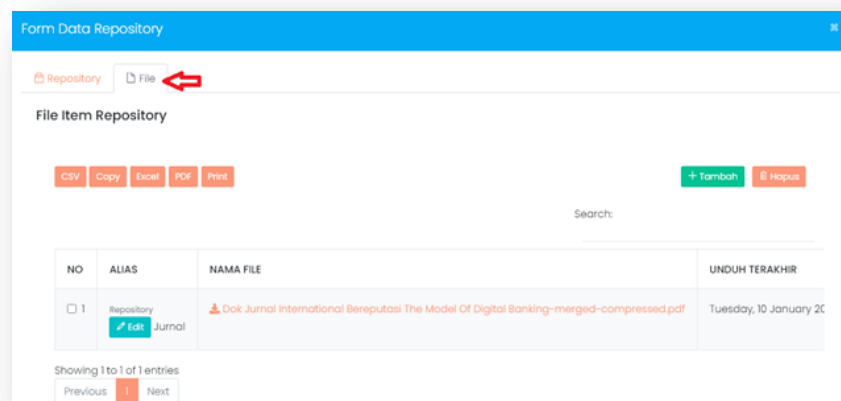 Form Data Repository
Repository File
File Item Repository
CSV Copy Excel PDF Print + Tambah Hapus
Search:
NO ALIAS NAMA FILE UNDUH TERAKHIR
1 Repository Dok Jurnal International Bereputasi The Model Of Digital Banking-merged-compressed.pdf Tuesday, 10 January 20
Edit Jurnal
Showing 1 to 1 of 1 entries
Previous 1 Next